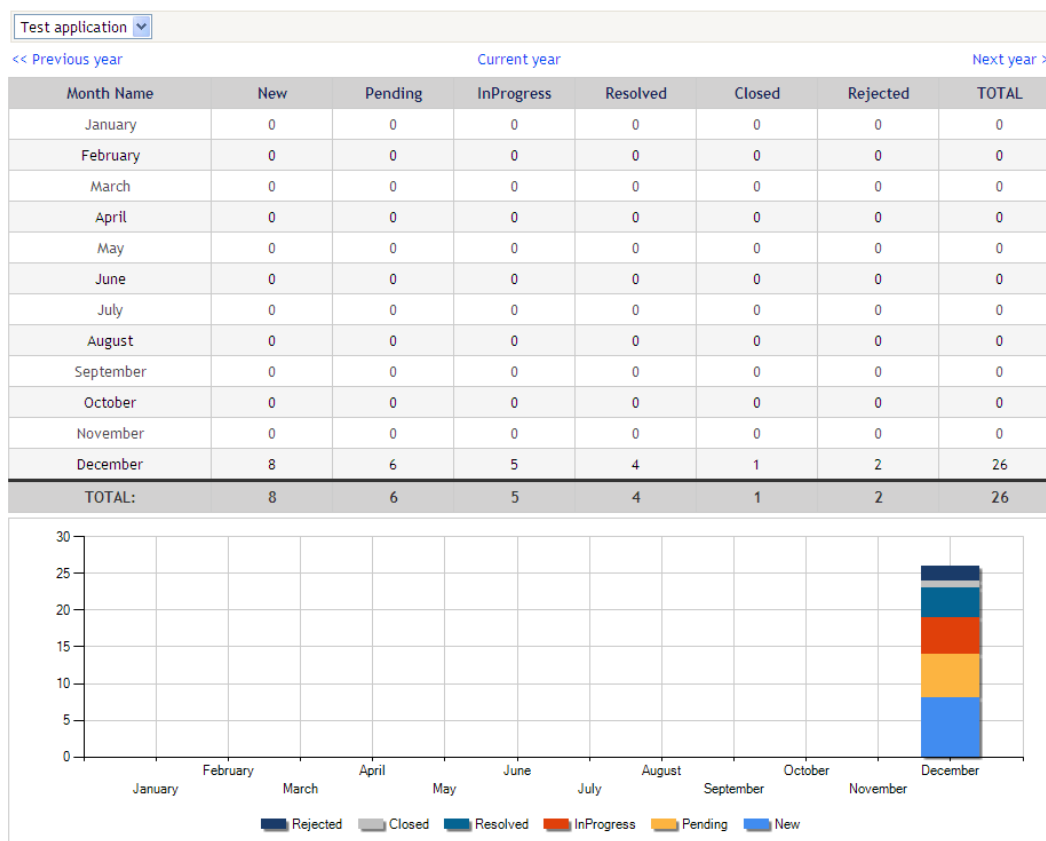 Test application
<< Previous year Current year Next year >
Month Name New Pending InProgress Resolved Closed Rejected TOTAL
January 0 0 0 0 0 0 0
February 0 0 0 0 0 0 0
March 0 0 0 0 0 0 0
April 0 0 0 0 0 0 0
May 0 0 0 0 0 0 0
June 0 0 0 0 0 0 0
July 0 0 0 0 0 0 0
August 0 0 0 0 0 0 0
September 0 0 0 0 0 0 0
October 0 0 0 0 0 0 0
November 0 0 0 0 0 0 0
December 8 6 5 4 1 2 26
TOTAL: 8 6 5 4 1 2 26
30
25
20
15
10
5
0
February April June August October December
January March May July September November
Rejected Closed Resolved InProgress Pending New